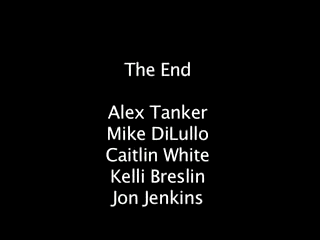 The End
Alex Tanker
Mike DiLullo
Caitlin White
Kelli Breslin
Jon Jenkins